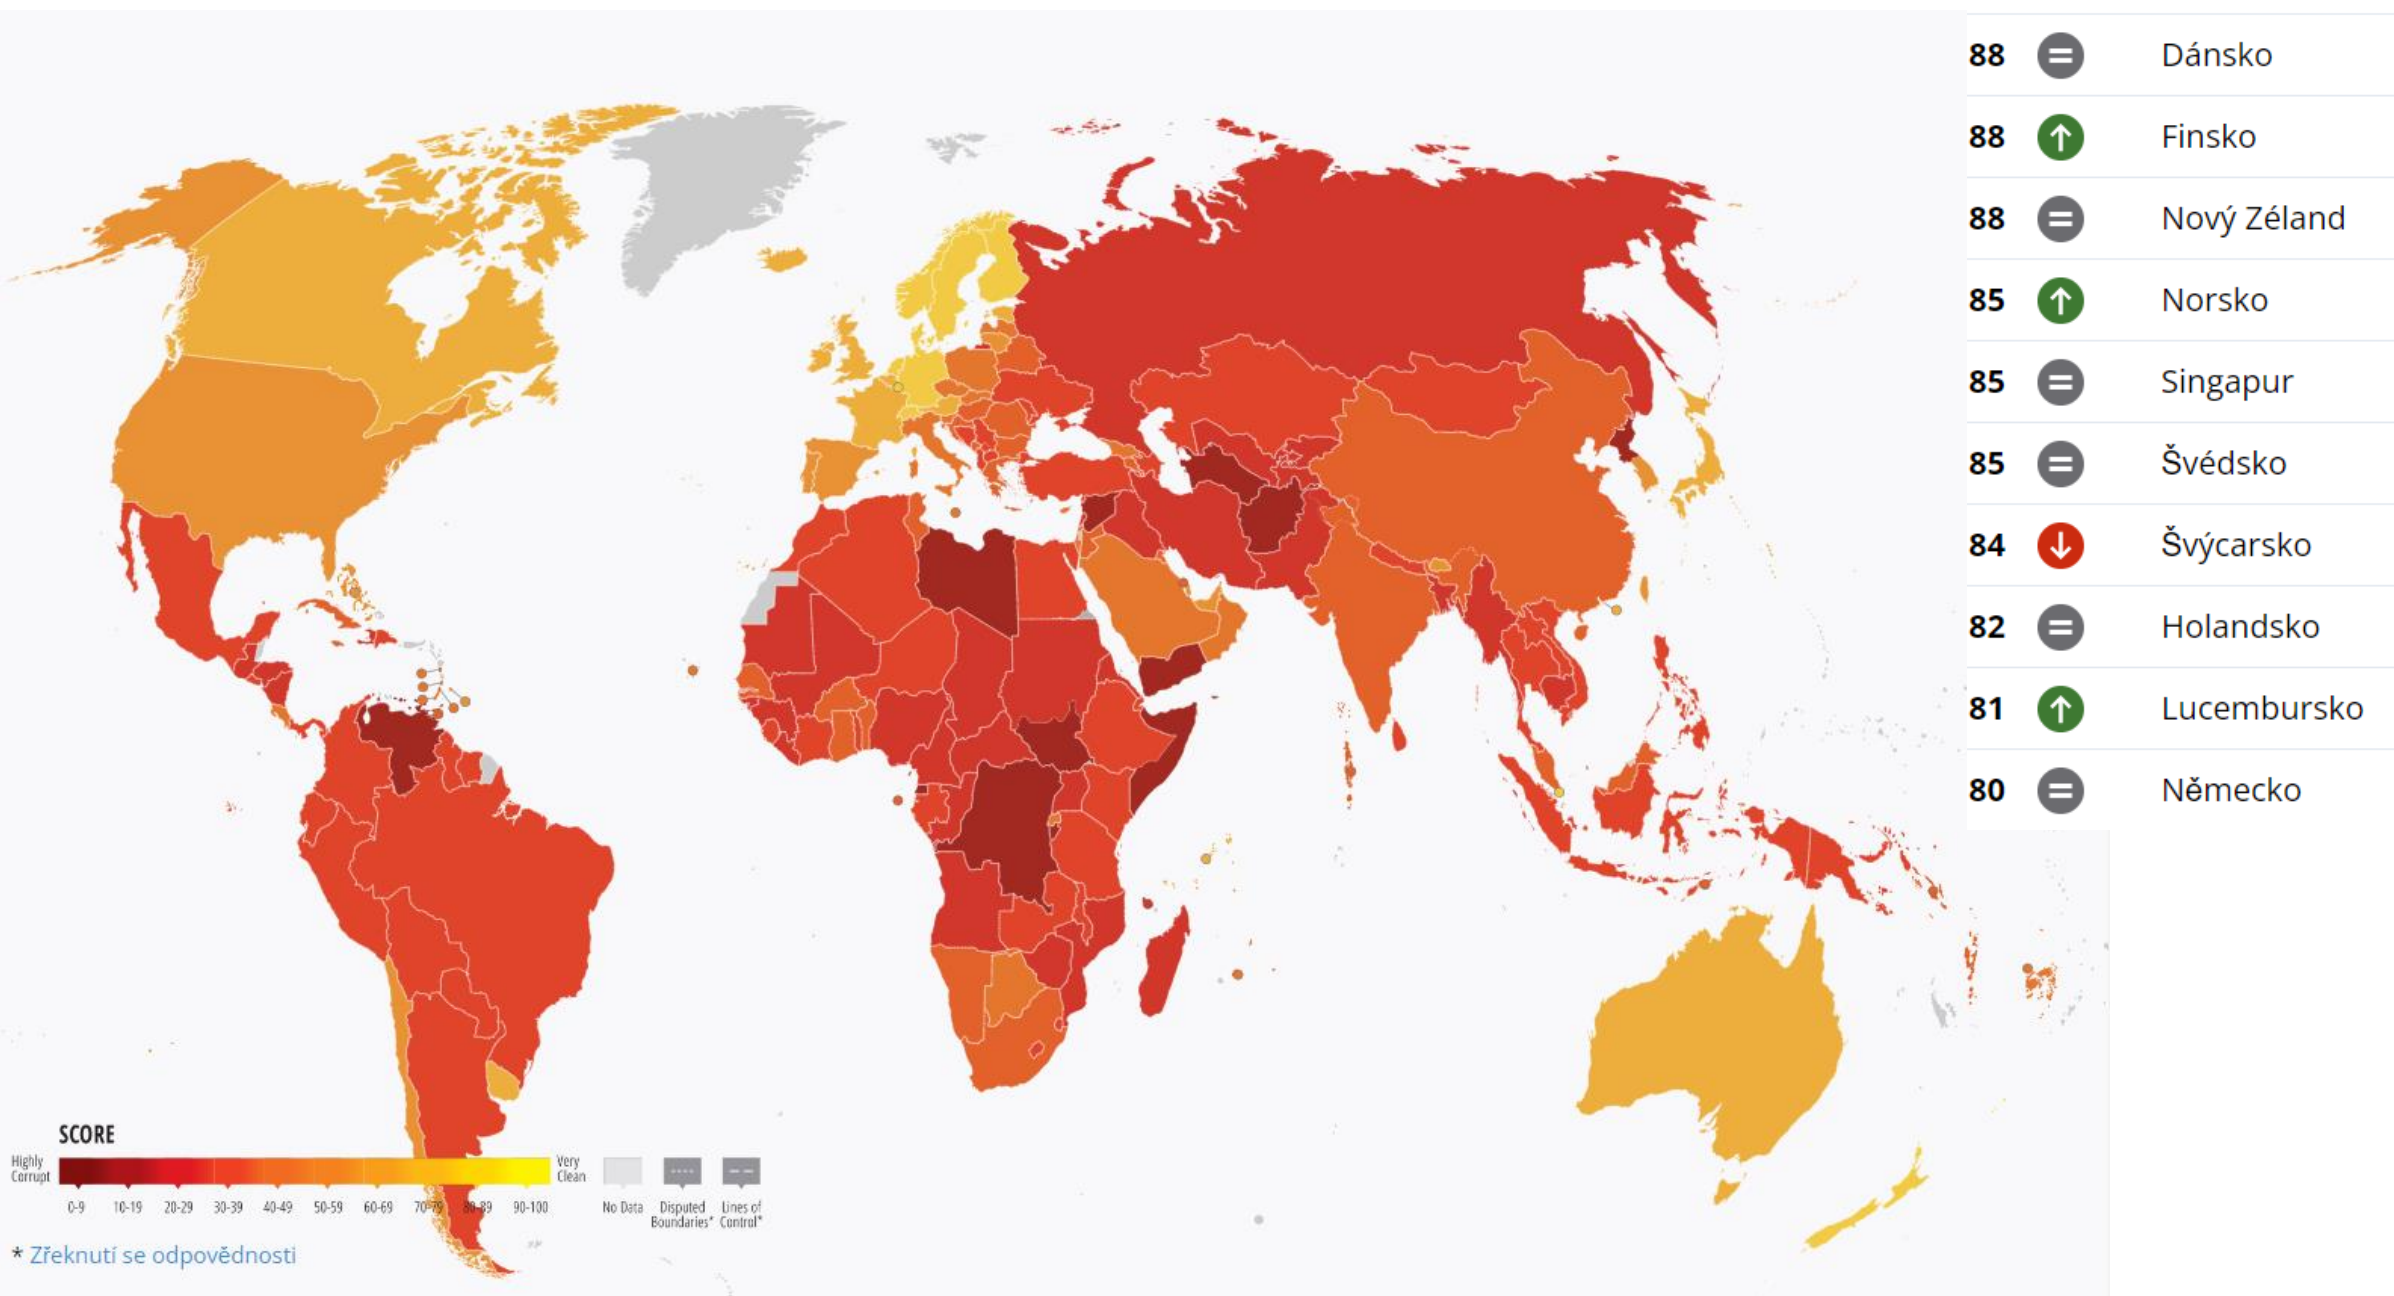 88 Dánsko
88 Finsko
88 Nový Zéland
85 Norsko
85 Singapur
85 Švédsko
84 Švýcarsko
82 Holandsko
81 Lucembursko
80 Německo
SCORE
Highly
Corrupt
Very
Clean
0-9 10-19 20-29 30-39 40-49 50-59 60-69 70-79 80-89 90-100
No Data
Disputed
Boundaries*
Lines of
Control*
* Zřeknutí se odpovědnosti